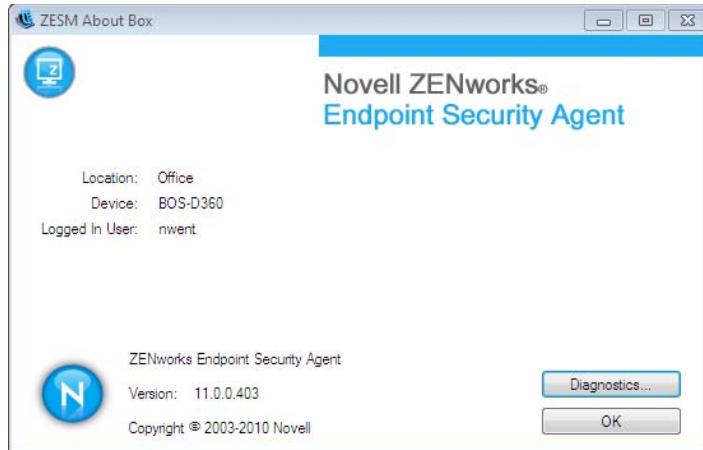 ZESM About Box
Z
Novell ZENworks®
Endpoint Security Agent
Location: Office
Device: BOS-D360
Logged In User: nwent
ZENworks Endpoint Security Agent
N
Version: 11.0.0.403
Diagnostics...
Copyright © 2003-2010 Novell
OK